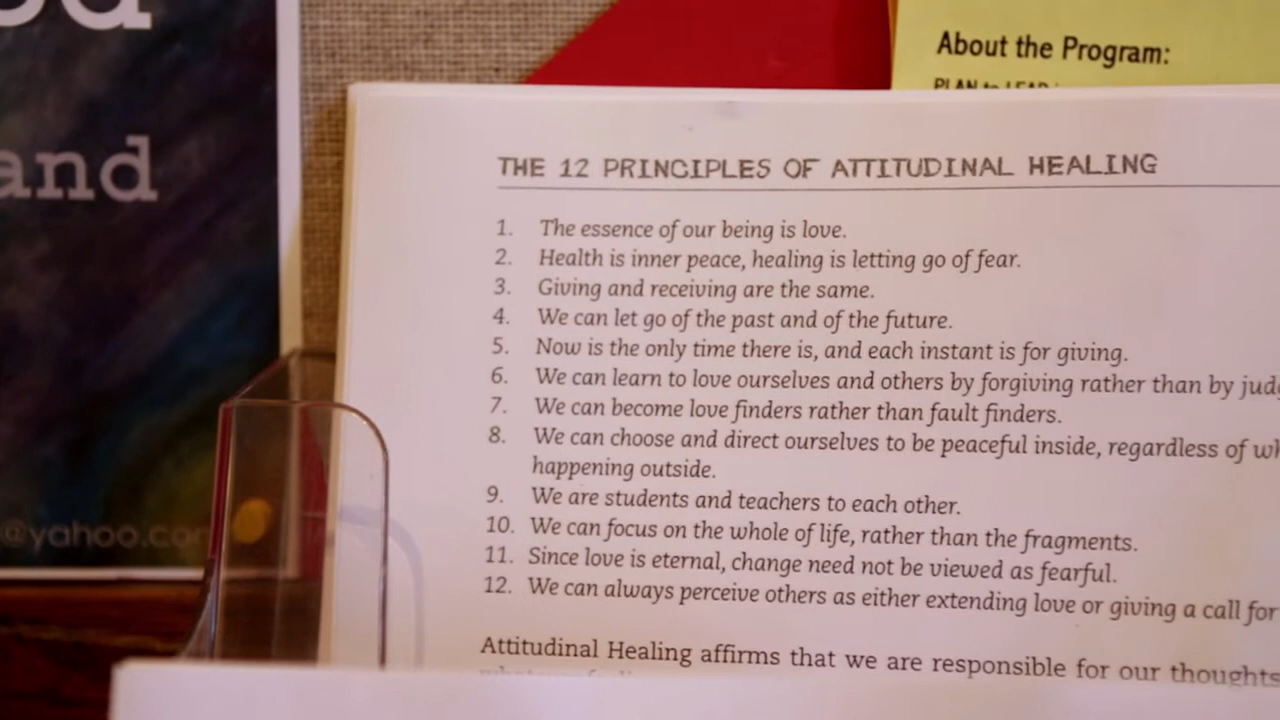 and
@yahoo.com
About the Program:
PLAN to LEAD
THE 12 PRINCIPLES OF ATTITUDINAL HEALING
1. The essence of our being is love.
2. Health is inner peace, healing is letting go of fear.
3. Giving and receiving are the same.
4. We can let go of the past and of the future.
5. Now is the only time there is, and each instant is for giving.
6. We can learn to love ourselves and others by forgiving rather than by
7. We can become love finders rather than fault finders.
8. We can choose and direct ourselves to be peaceful inside, regardless of
happening outside.
9. We are students and teachers to each other.
10. We can focus on the whole of life, rather than the fragments.
11. Since love is eternal, change need not be viewed as fearful.
12. We can always perceive others as either extending love or giving a call for
Attitudinal Healing affirms that we are responsible for our thoughts